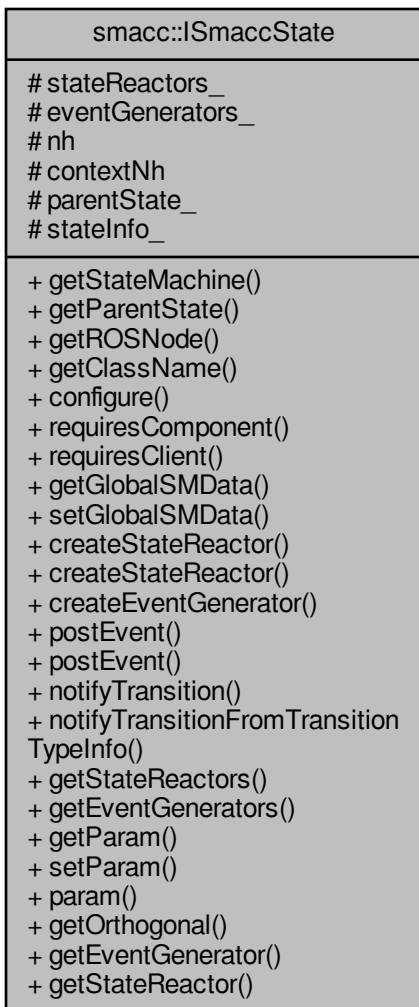 smacc::ISmaccState
# stateReactors_
# eventGenerators_
# nh
# contextNh
# parentState_
# stateInfo_
+ getStateMachine()
+ getParentState()
+ getROSNode()
+ getClassName()
+ configure()
+ requiresComponent()
+ requiresClient()
+ getGlobalSMData()
+ setGlobalSMData()
+ createStateReactor()
+ createStateReactor()
+ createEventGenerator()
+ postEvent()
+ postEvent()
+ notifyTransition()
+ notifyTransitionFromTransition
TypeInfo()
+ getStateReactors()
+ getEventGenerators()
+ getParam()
+ setParam()
+ param()
+ getOrthogonal()
+ getEventGenerator()
+ getStateReactor()